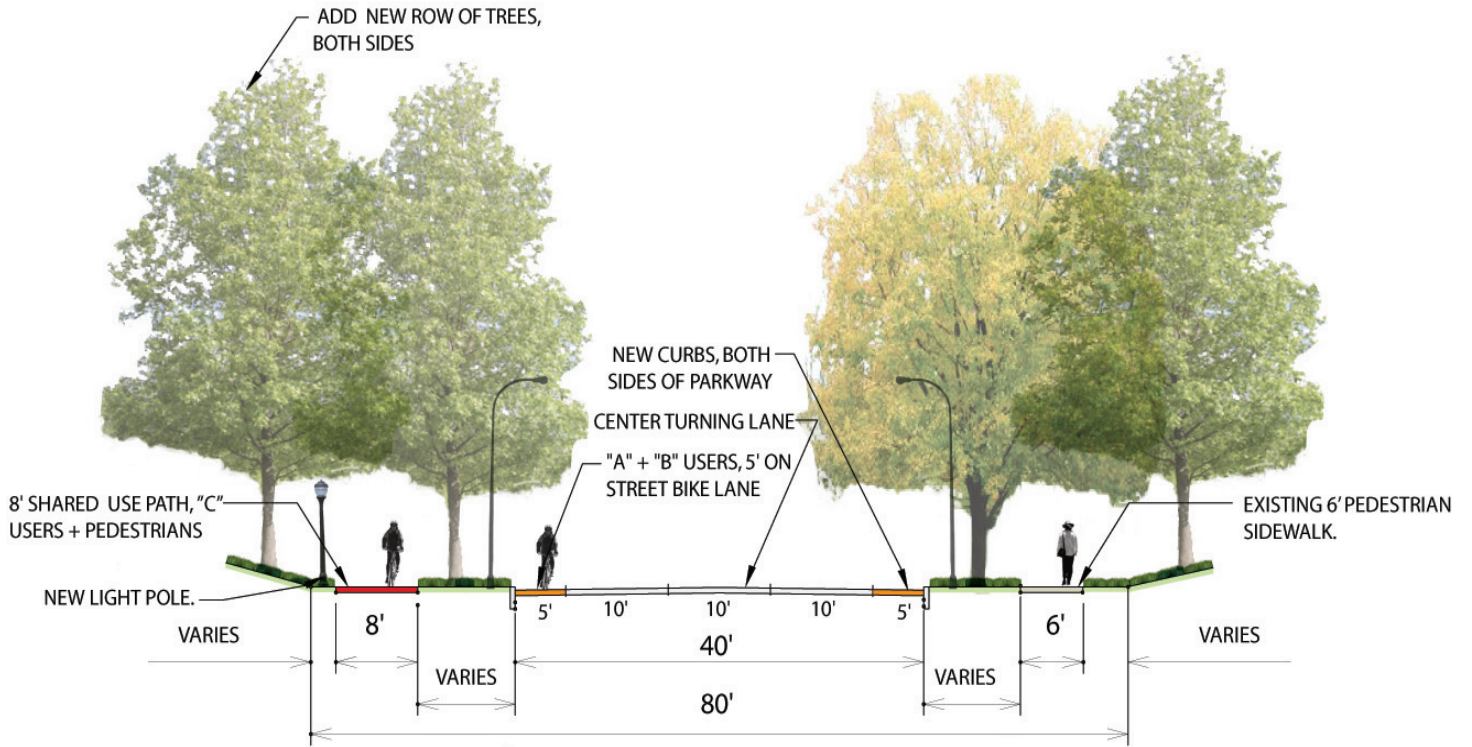 ADD NEW ROW OF TREES,
BOTH SIDES
NEW CURBS, BOTH
SIDES OF PARKWAY
CENTER TURNING LANE
"A" + "B" USERS, 5' ON
STREET BIKE LANE
8' SHARED USE PATH, "C"
USERS + PEDESTRIANS
EXISTING 6' PEDESTRIAN
SIDEWALK.
NEW LIGHT POLE.
5' 10' 10' 10' 5'
VARIES 8' 6' VARIES
40'
VARIES VARIES
80'